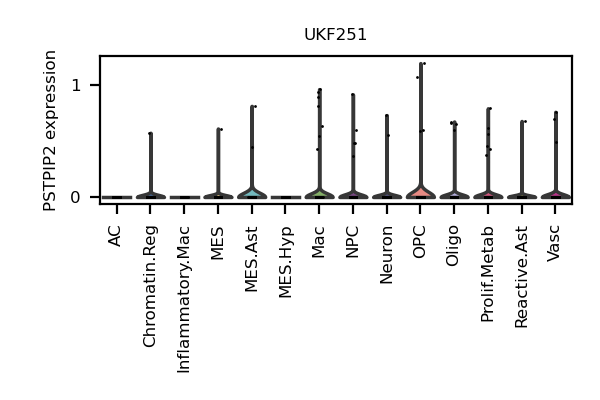 UKF251
PSTPIP2 expression
1
0
AC
Chromatin.Reg
Inflammatory.Mac
MES
MES.Ast
MES.Hyp
Mac
NPC
Neuron
OPC
Oligo
Prolif.Metab
Reactive.Ast
Vasc